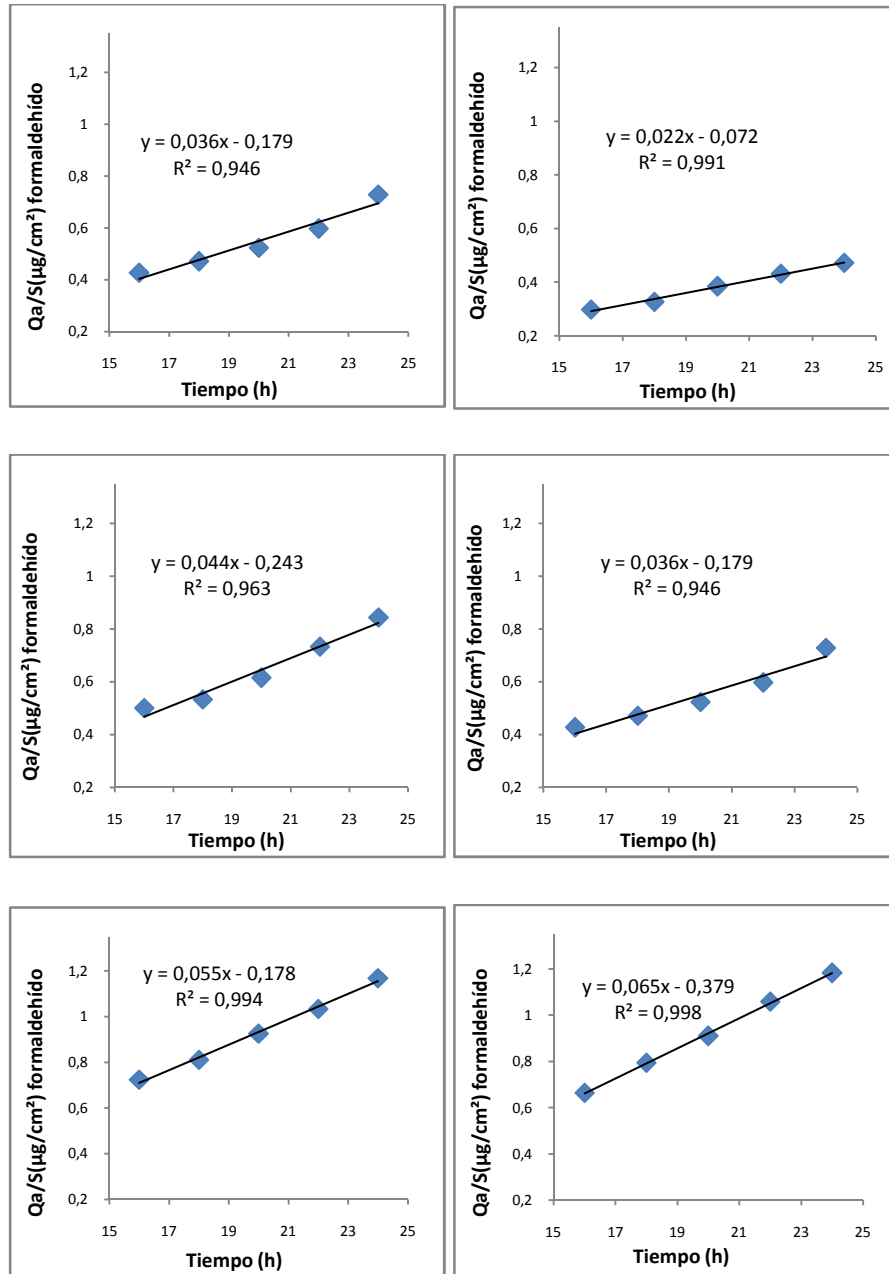 Qa/S(µg/cm²) formaldehído
1,2
1
0,8
0,6
0,4
0,2
y = 0,036x - 0,179
R² = 0,946
15 17 19 21 23 25
Tiempo (h)
Qa/S(µg/cm²) formaldehído
1,2
1
0,8
0,6
0,4
0,2
y = 0,022x - 0,072
R² = 0,991
15 17 19 21 23 25
Tiempo (h)
Qa/S(µg/cm²) formaldehído
1,2
1
0,8
0,6
0,4
0,2
y = 0,044x - 0,243
R² = 0,963
15 17 19 21 23 25
Tiempo (h)
Qa/S(µg/cm²) formaldehído
1,2
1
0,8
0,6
0,4
0,2
y = 0,036x - 0,179
R² = 0,946
15 17 19 21 23 25
Tiempo (h)
Qa/S(µg/cm²) formaldehído
1,2
1
0,8
0,6
0,4
0,2
y = 0,055x - 0,178
R² = 0,994
15 17 19 21 23 25
Tiempo (h)
Qa/S(µg/cm²) formaldehído
1,2
1
0,8
0,6
0,4
0,2
y = 0,065x - 0,379
R² = 0,998
15 17 19 21 23 25
Tiempo (h)